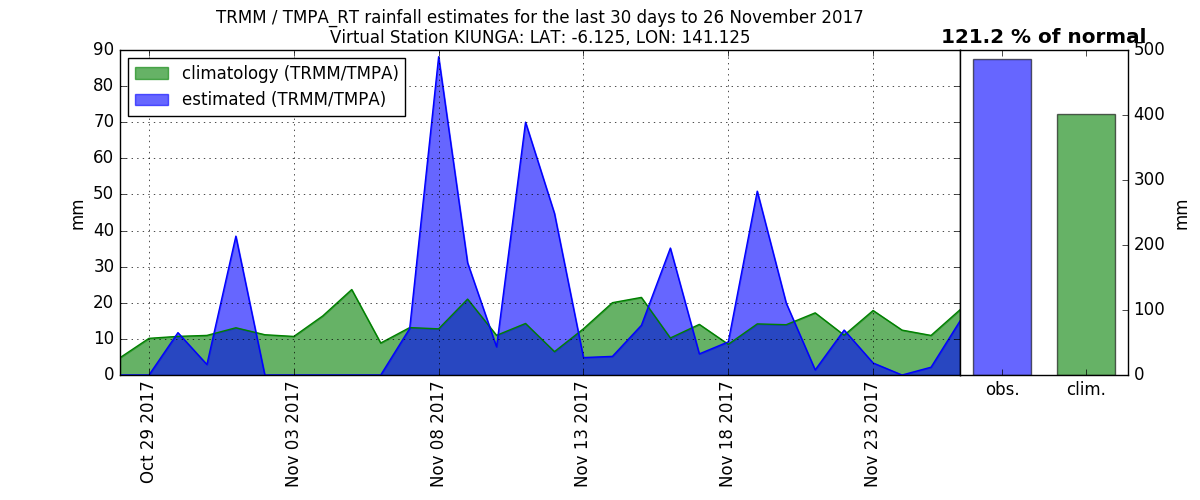 TRMM / TMPA_RT rainfall estimates for the last 30 days to 26 November 2017
Virtual Station KIUNGA: LAT: -6.125, LON: 141.125
121.2 % of normal
climatology (TRMM/TMPA)
estimated (TRMM/TMPA)
90
80
70
60
50
40
30
20
10
0
mm
Oct 29 2017
Nov 03 2017
Nov 08 2017
Nov 13 2017
Nov 18 2017
Nov 23 2017
obs.
clim.
500
400
300
200
100
0
mm